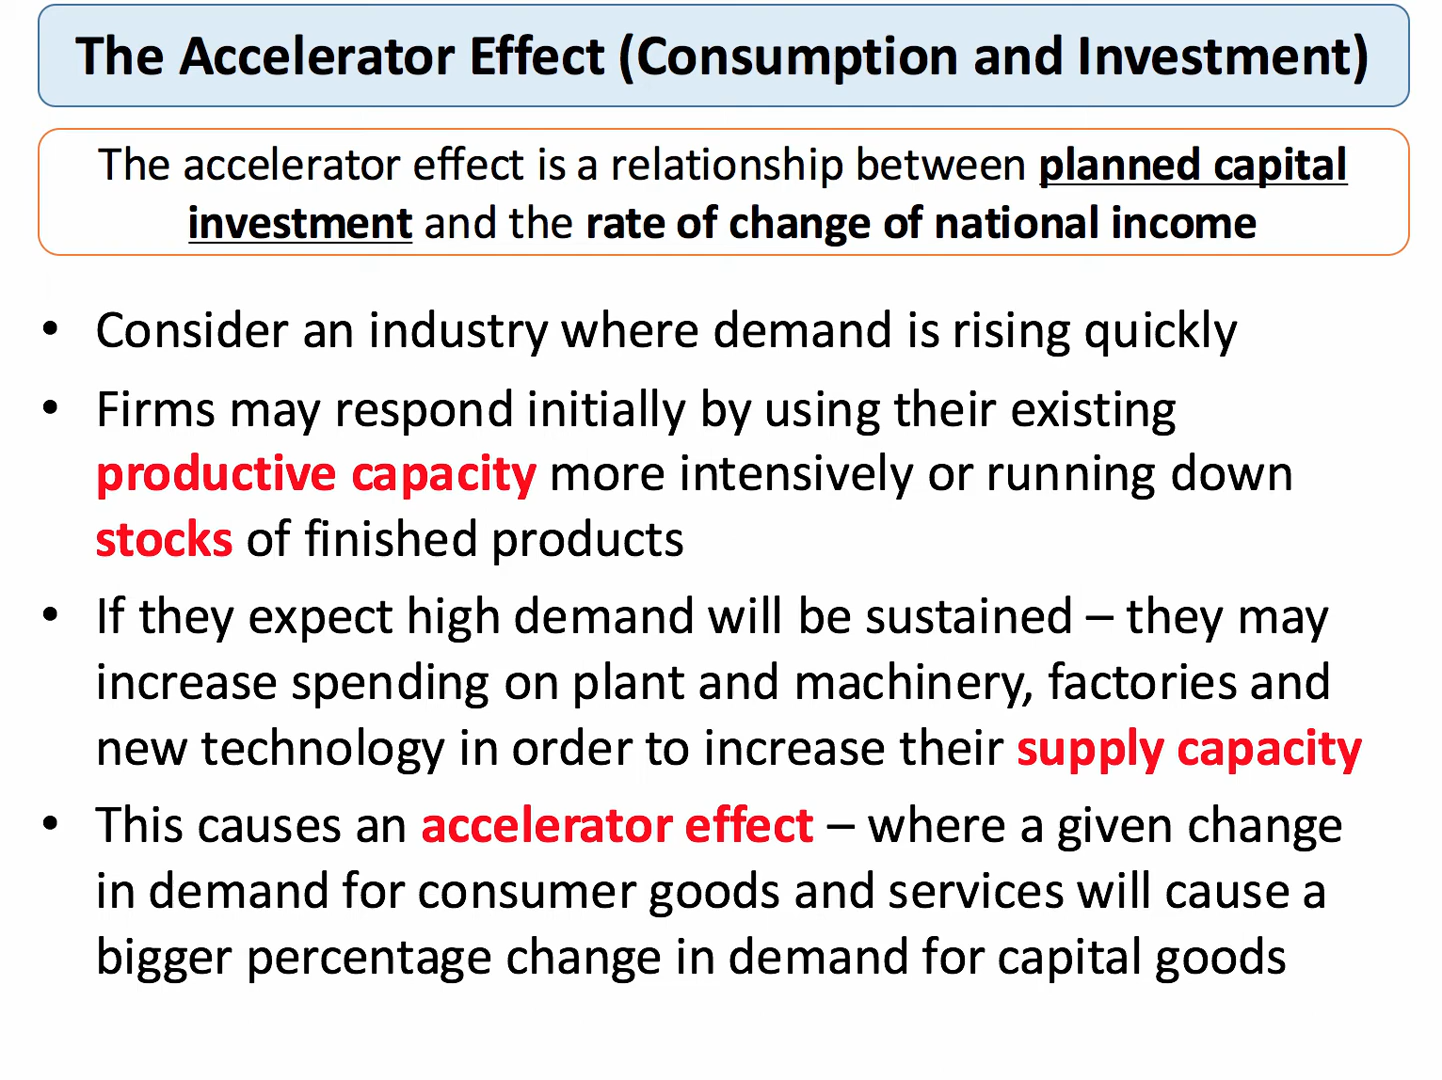 The Accelerator Effect (Consumption and Investment)
The accelerator effect is a relationship between planned capital
investment and the rate of change of national income
• Consider an industry where demand is rising quickly
• Firms may respond initially by using their existing
productive capacity more intensively or running down
stocks of finished products
• If they expect high demand will be sustained – they may
increase spending on plant and machinery, factories and
new technology in order to increase their supply capacity
• This causes an accelerator effect – where a given change
in demand for consumer goods and services will cause a
bigger percentage change in demand for capital goods